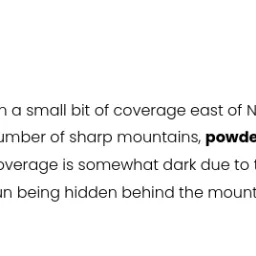 n a small bit of coverage east of N
umber of sharp mountains, powde
overage is somewhat dark due to t
un being hidden behind the mount